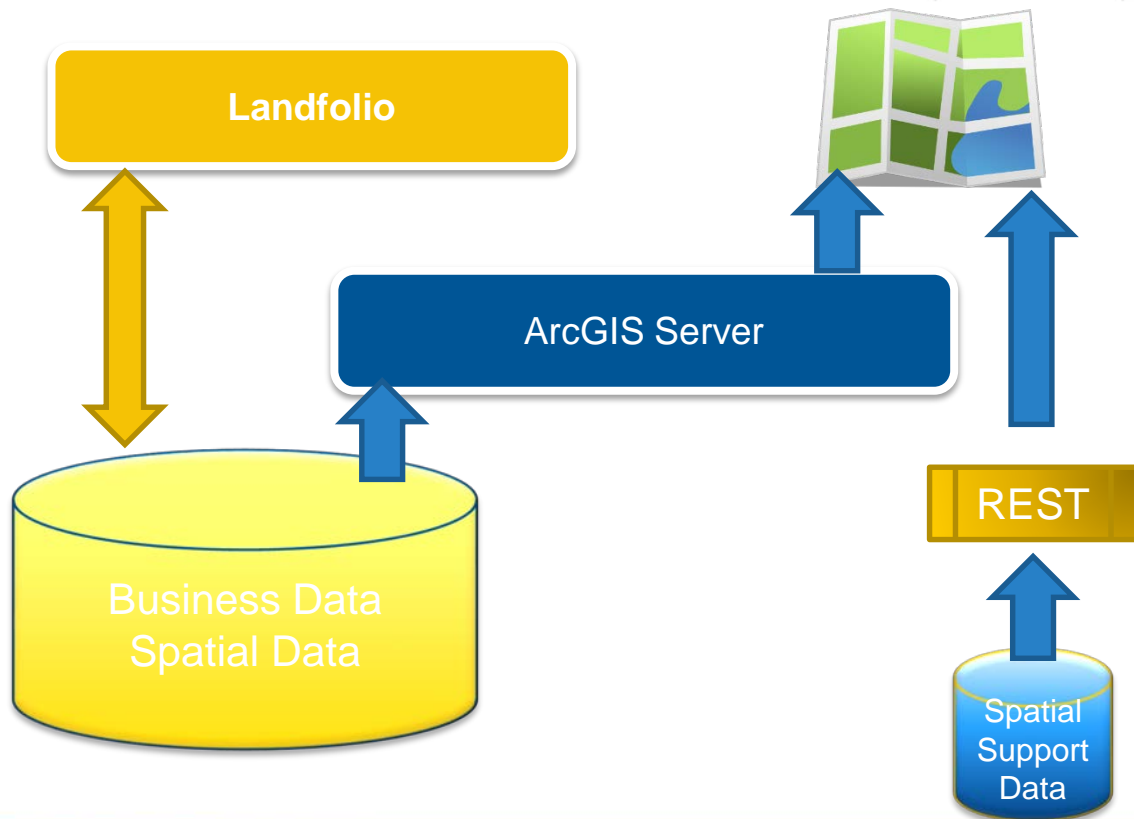 Landfolio
ArcGIS Server
REST
Business Data
Spatial Data
Spatial
Support
Data